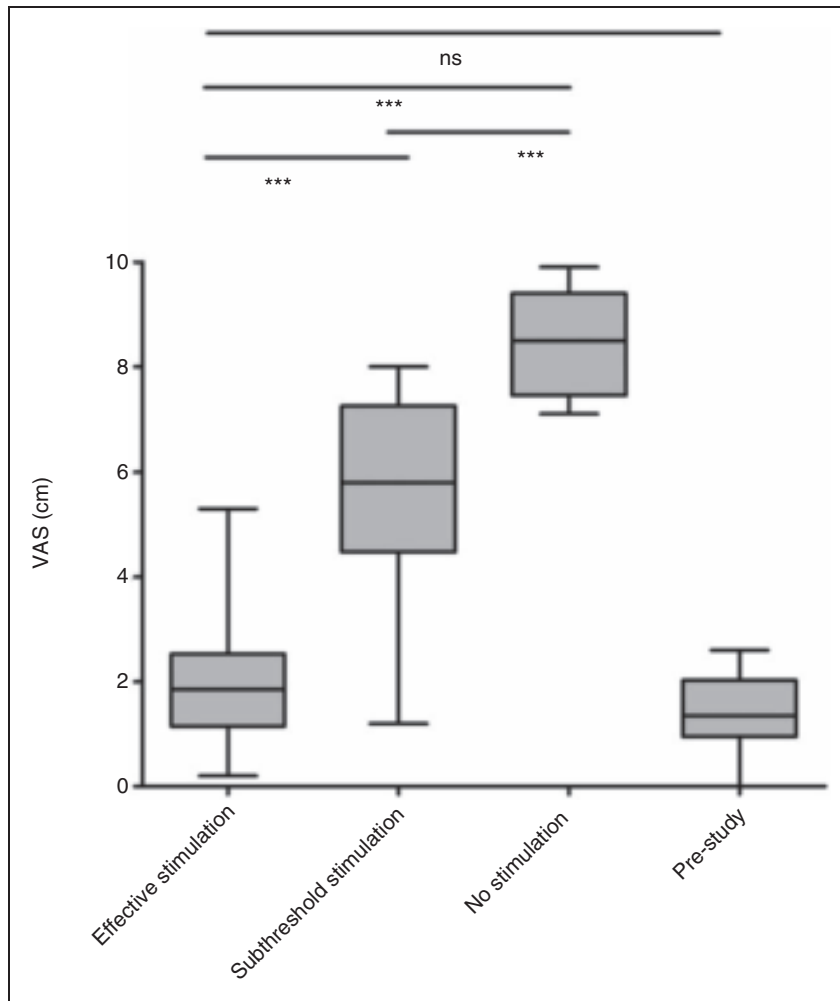 ns
***
***
***
10
8
6
4
2
0
VAS (cm)
Effective stimulation
Subthreshold stimulation
No stimulation
Pre-study